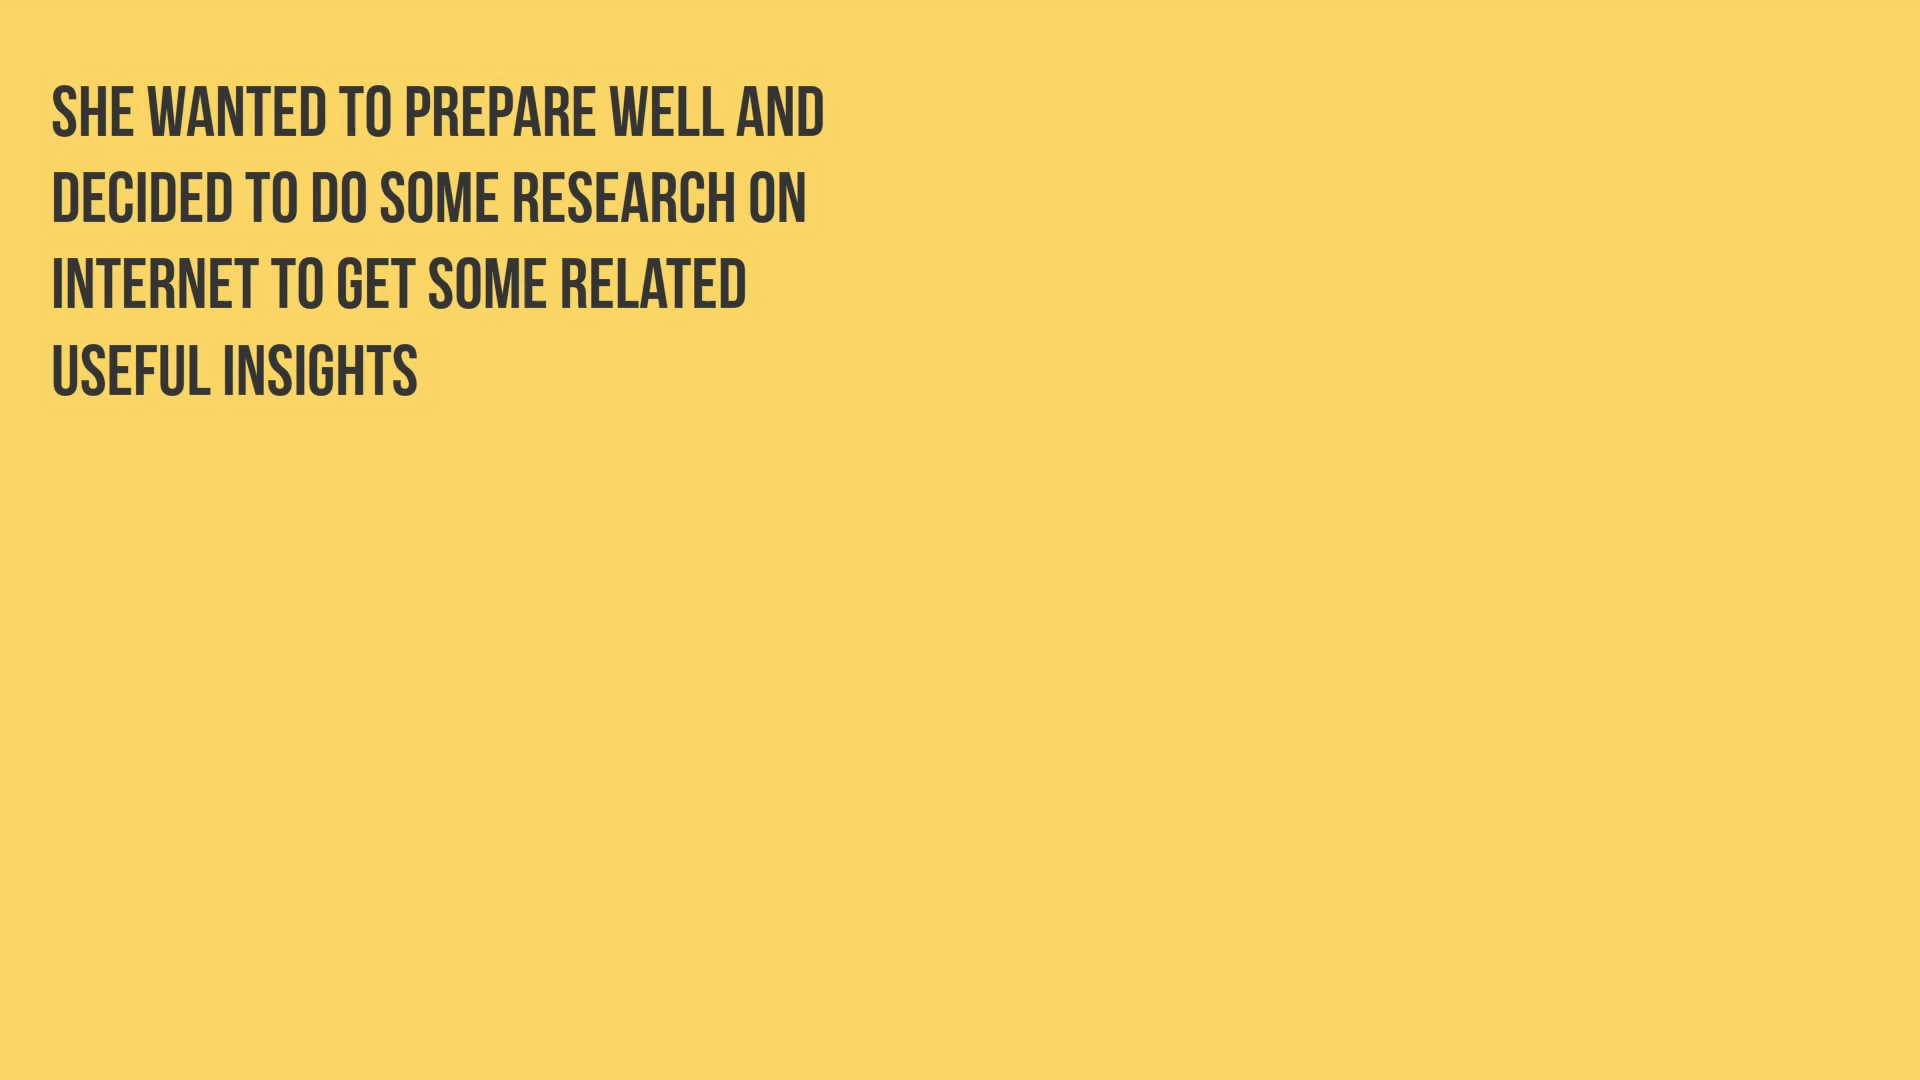 SHE WANTED TO PREPARE WELL AND
DECIDED TO DO SOME RESEARCH ON
INTERNET TO GET SOME RELATED
USEFUL INSIGHTS